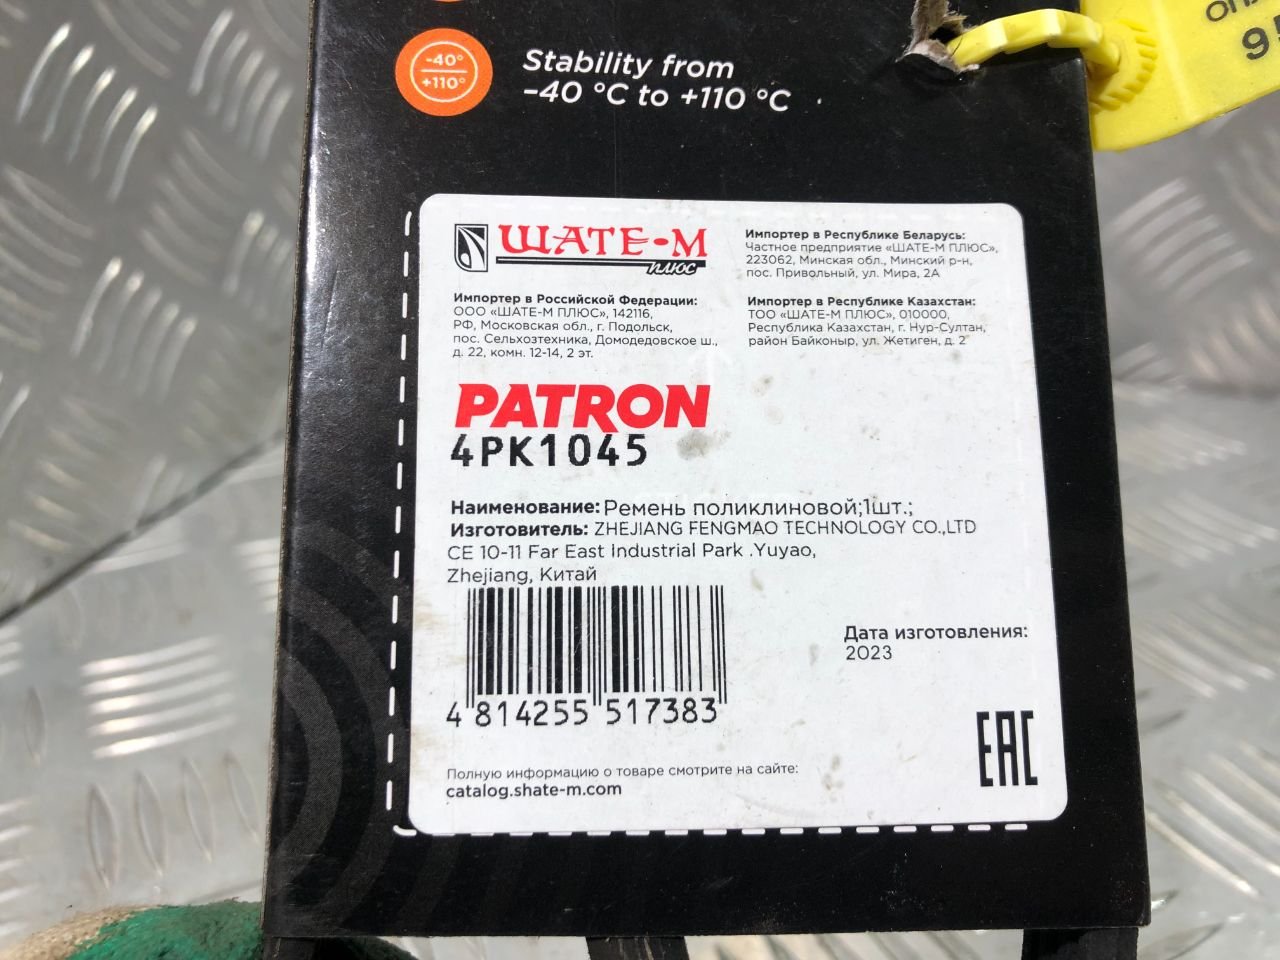 -40°
+110°
Stability from
-40 °C to +110 °C
ШАТЕ-М
ПЛЮС
Импортер в Республике Беларусь:
Частное предприятие «ШАТЕ-М ПЛЮС»,
223062, Минская обл., Минский р-н,
пос. Привольный, ул. Мира, 2А
Импортер в Российской Федерации:
ООО «ШАТЕ-М ПЛЮС», 142116,
РФ, Московская обл., г. Подольск,
пос. Сельхозтехника, Домодедовское ш.,
д. 22, комн. 12-14, 2 эт.
Импортер в Республике Казахстан:
ТОО "ШАТЕ-М ПЛЮС», 010000,
Республика Казахстан, г. Нур-Султан,
район Байконыр, ул. Жетиген, д. 2
PATRON
4PK1045
Наименование: Ремень поликлиновой;1шт.;
Изготовитель: ZHEJIANG FENGMAO TECHNOLOGY CO.,LTD
CE 10-11 Far East Industrial Park .Yuyao,
Zhejiang, Китай
Дата изготовления:
2023
4 814255 517383
EAC
Полную информацию о товаре смотрите на сайте:
catalog.shate-m.com